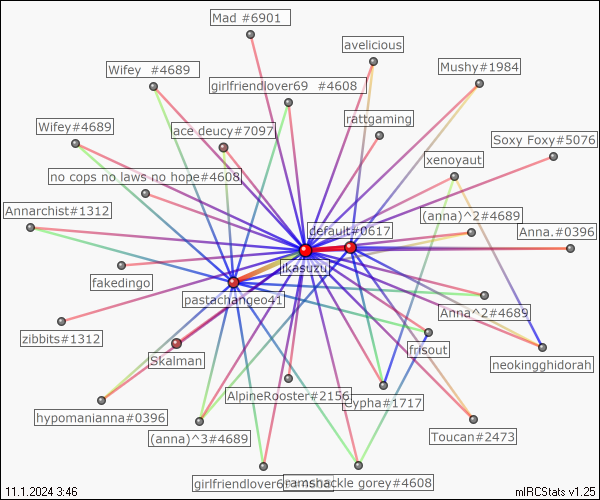 Mad #6901
avelicious
Wifey  #4689
Mushy#1984
girlfriendlover69  #4608
rattgaming
Wifey#4689
ace deucy#7097
Soxy Foxy#5076
xenoyaut
no cops no laws no hope#4608
Annarchist#1312
(anna)^2#4689
default#0617
Anna.#0396
ikasuzu
fakedingo
pastachangeo41
Anna^2#4689
zibbits#1312
frisout
Skalman
neokingghidorah
AlpineRooster#2156
Cypha#1717
hypomanianna#0396
(anna)^3#4689
Toucan#2473
ramshackle gorey#4608
11.1.2024 3:46
mIRCStats v1.25